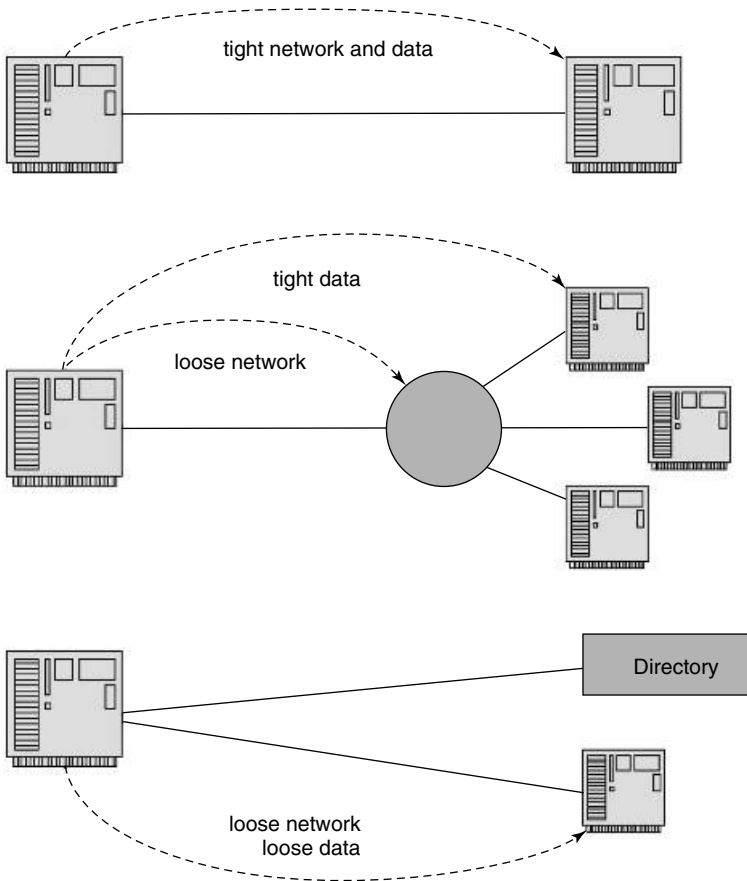 tight network and data
tight data
loose network
Directory
loose network
loose data